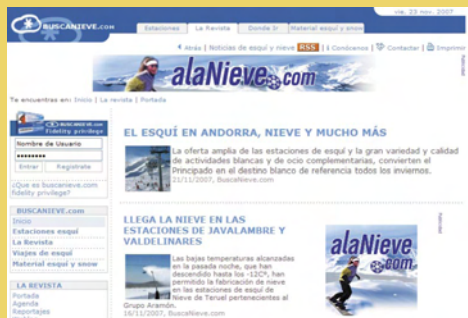 vie. 23 nov. 2007
BUSCANIEVE.com
Estaciones | La Revista | Donde Ir | Material esquí y snow
Atrás | Noticias de esquí y nieve RSS | Conócenos | Contactar | Imprimir
alaNieve.com
Publicidad
Te encuentras en: Inicio | La revista | Portada
BUSCANIEVE.com
fidelity privilege
Nombre de Usuario
********
Entrar Regístrate
¿Que es buscanieve.com
fidelity privilege?
BUSCANIEVE.com
Inicio
Estaciones esquí
La Revista
Viajes de esquí
Material esquí y snow
LA REVISTA
Portada
Agenda
Reportajes
EL ESQUÍ EN ANDORRA, NIEVE Y MUCHO MÁS
La oferta amplia de las estaciones de esquí y la gran variedad y calidad
de actividades blancas y de ocio complementarias, convierten el
Principado en el destino blanco de referencia todos los inviernos.
21/11/2007, BuscaNieve.com
LLEGA LA NIEVE EN LAS
ESTACIONES DE JAVALAMBRE Y
VALDELINARES
Las bajas temperaturas alcanzadas
en la pasada noche, que han
descendido hasta los -12Cº, han
permitido la fabricación de nieve
en las estaciones de esquí de
Nieve de Teruel pertenecientes al
Grupo Aramón.
16/11/2007, BuscaNieve.com
Publicidad
alaNieve
.com